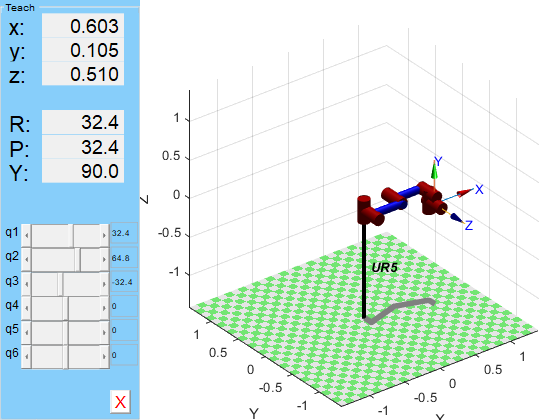 Teach
x: 0.603
y: 0.105
z: 0.510
R: 32.4
P: 32.4
Y: 90.0
q1 32.4
q2 64.8
q3 -32.4
q4 0
q5 0
q6 0
X
Z
1
0.5
0
-0.5
-1
Y
X
Z
UR5
1
0.5
0
-0.5
-1
Y
-1
-0.5
0
0.5
1
X